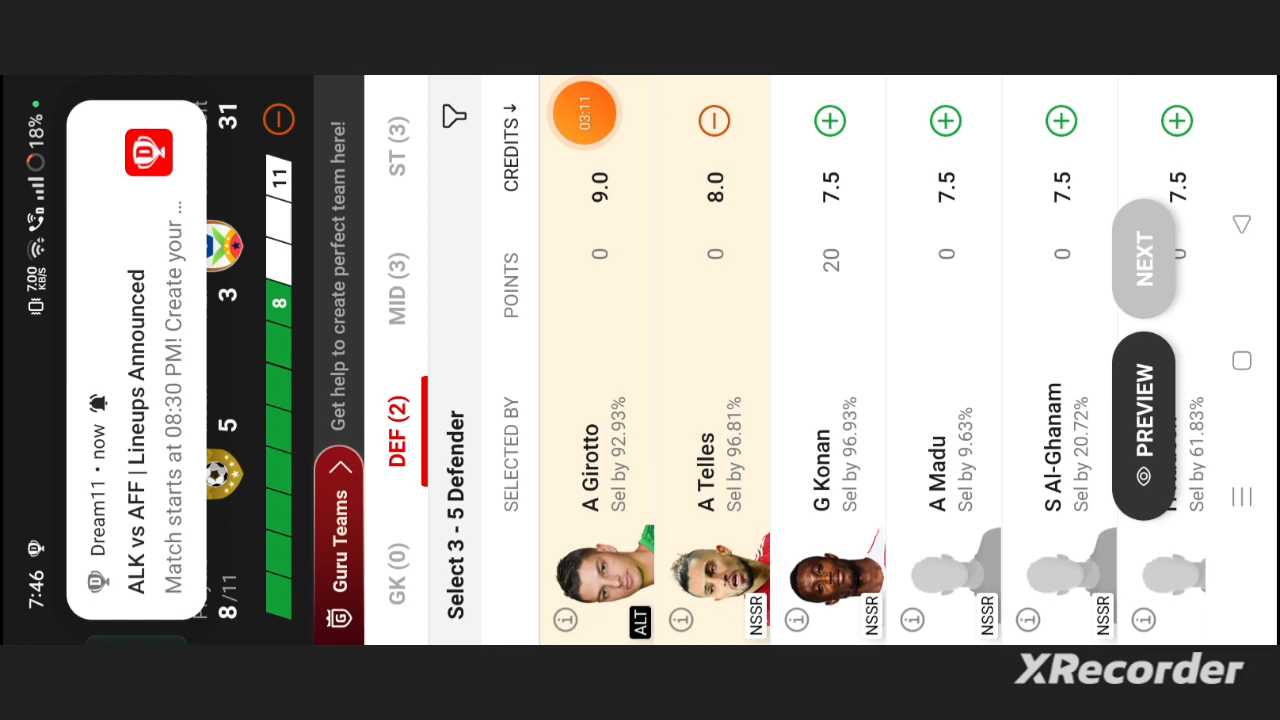 7:46
7.00 KB/S
18%
Dream11 • now
ALK vs AFF | Lineups Announced
Match starts at 08:30 PM! Create your ...
8/11
5
3
31
8
11
Guru Teams
Get help to create perfect team here!
GK (0)
DEF (2)
MID (3)
ST (3)
Select 3 - 5 Defender
SELECTED BY
POINTS
CREDITS ↓
A Girotto
Sel by 92.93%
0
9.0
03:11
ALT
A Telles
Sel by 96.81%
0
8.0
NSSR
G Konan
Sel by 96.93%
20
7.5
NSSR
A Madu
Sel by 9.63%
0
7.5
NSSR
S Al-Ghanam
Sel by 20.72%
0
7.5
NSSR
Sel by 61.83%
0
7.5
PREVIEW
NEXT
XRecorder